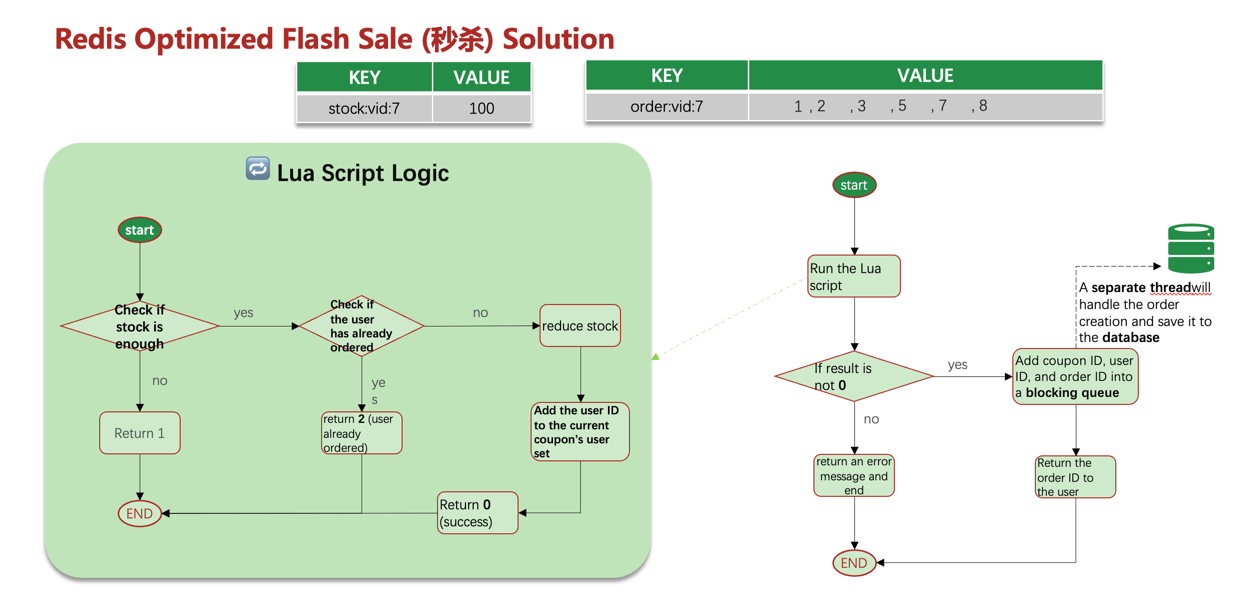 Redis Optimized Flash Sale (秒杀) Solution
KEY VALUE
stock:vid:7 100
KEY VALUE
order:vid:7 1 , 2 , 3 , 5 , 7 , 8
Lua Script Logic
start
Check if
stock is
enough
yes
no
Return 1
END
Check if
the user
has already
ordered
no
ye
s
return 2 (user
already
ordered)
reduce stock
Add the user ID
to the current
coupon's user
set
Return 0
(success)
start
Run the Lua
script
If result is
not 0
yes
no
return an error
message and
end
END
Add coupon ID, user
ID, and order ID into
a blocking queue
A separate threadwill
handle the order
creation and save it to
the database
Return the
order ID to
the user